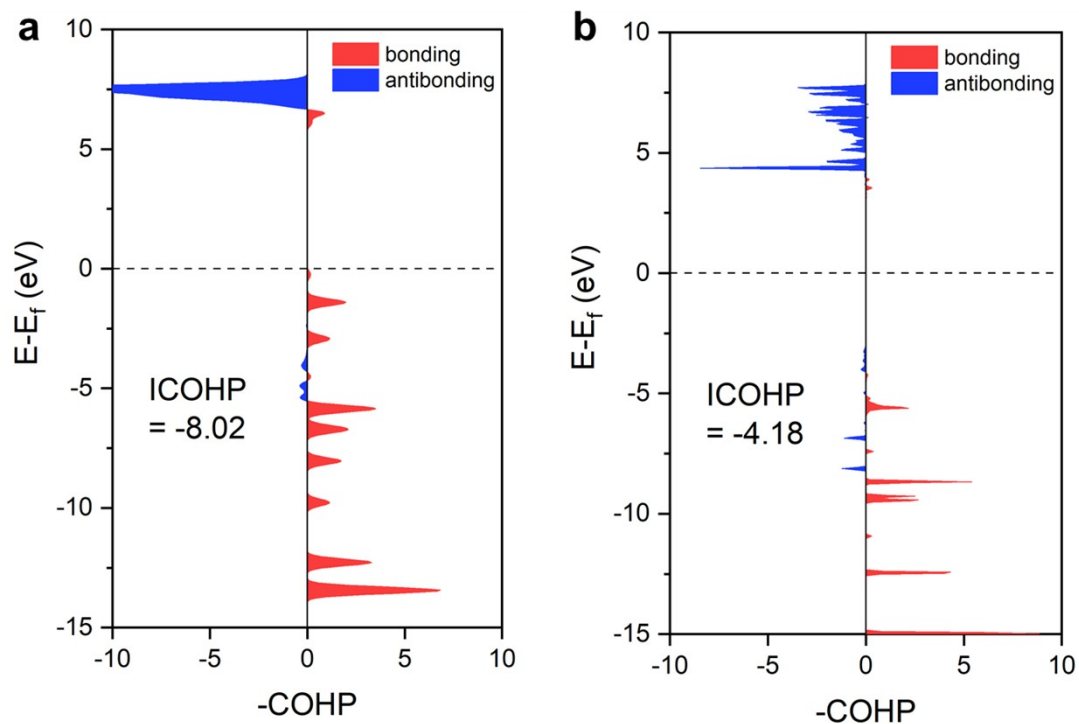 a
bonding
antibonding
10
5
0
-5
-10
-15
E-Ef (eV)
ICOHP
= -8.02
-10
-5
0
5
10
-COHP
b
bonding
antibonding
10
5
0
-5
-10
-15
E-Ef (eV)
ICOHP
= -4.18
-10
-5
0
5
10
-COHP